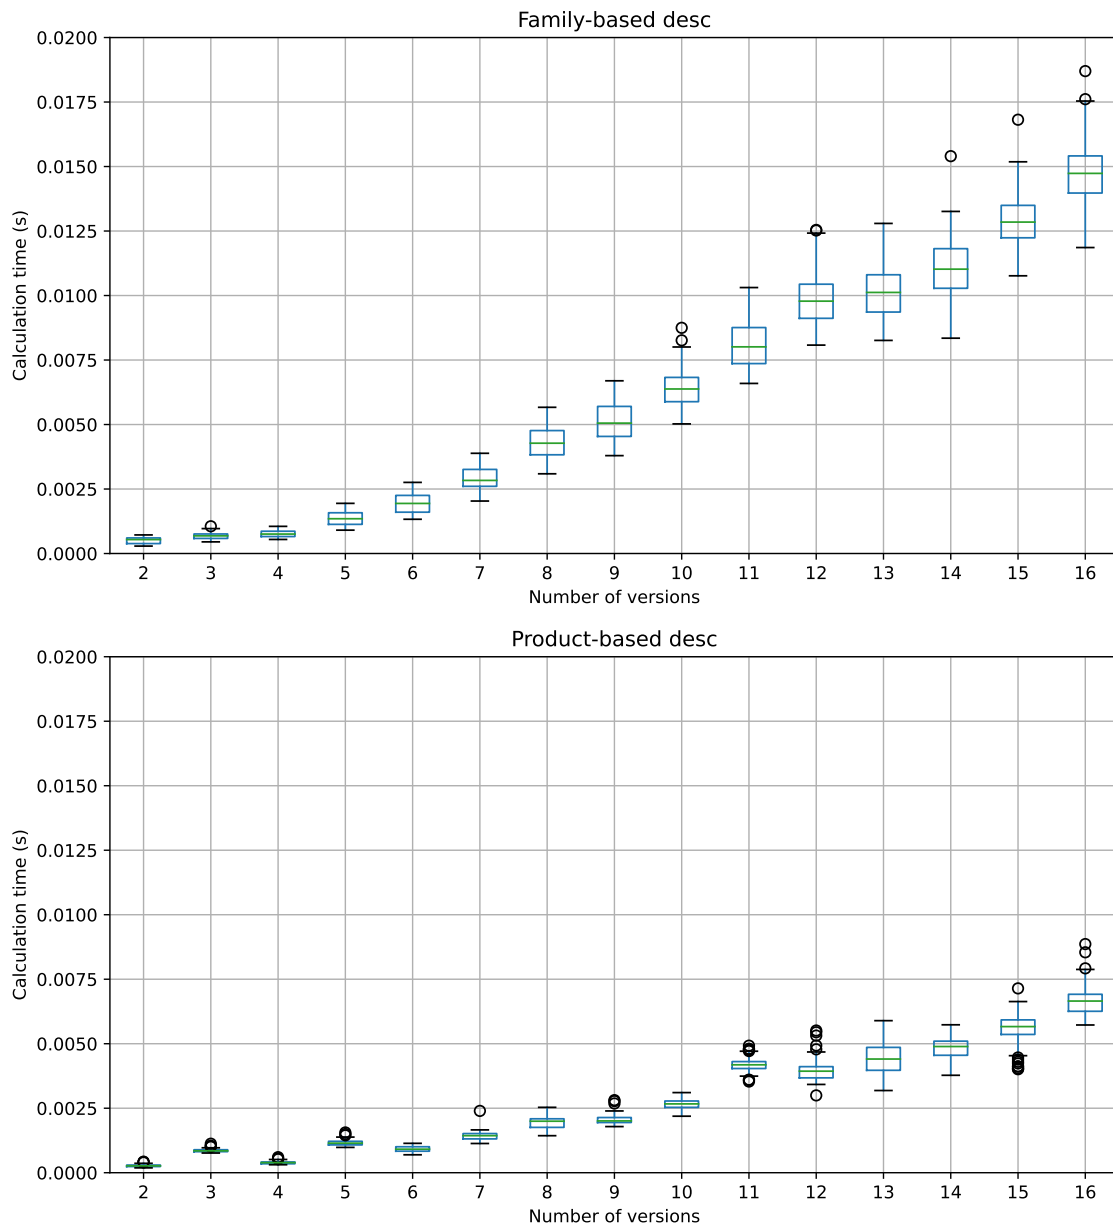 Family-based desc
0.0200
0.0175
0.0150
0.0125
0.0100
0.0075
0.0050
0.0025
0.0000
Calculation time (s)
2 3 4 5 6 7 8 9 10 11 12 13 14 15 16
Number of versions
Product-based desc
0.0200
0.0175
0.0150
0.0125
0.0100
0.0075
0.0050
0.0025
0.0000
Calculation time (s)
2 3 4 5 6 7 8 9 10 11 12 13 14 15 16
Number of versions